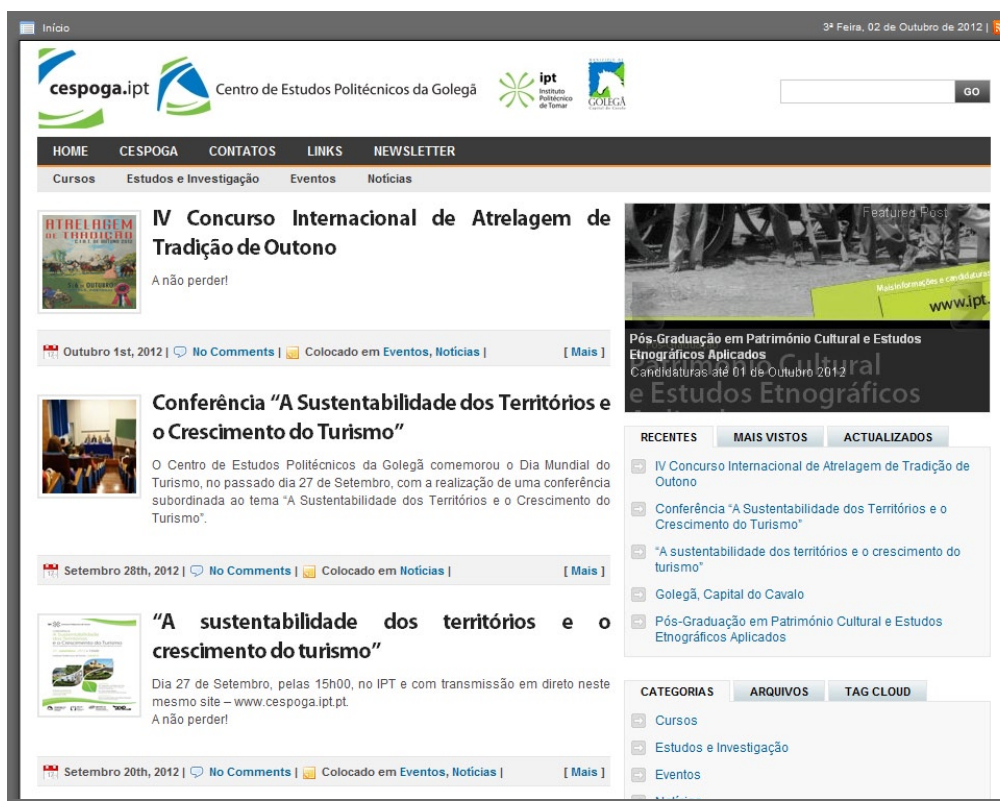 Início
3ª Feira, 02 de Outubro de 2012 |
cespoga.ipt
Centro de Estudos Politécnicos da Golegã
ipt
Instituto
Politécnico
de Tomar
GOLEGÃ
GO
HOME CESPOGA CONTATOS LINKS NEWSLETTER
Cursos Estudos e Investigação Eventos Notícias
ATRELAGEM
DE TRADIÇÃO
IV Concurso Internacional de Atrelagem de
Tradição de Outono
A não perder!
Outubro 1st, 2012 | No Comments | Colocado em Eventos, Notícias | [ Mais ]
Conferência “A Sustentabilidade dos Territórios e
o Crescimento do Turismo”
O Centro de Estudos Politécnicos da Golegã comemorou o Dia Mundial do
Turismo, no passado dia 27 de Setembro, com a realização de uma conferência
subordinada ao tema “A Sustentabilidade dos Territórios e o Crescimento do
Turismo”.
Setembro 28th, 2012 | No Comments | Colocado em Notícias | [ Mais ]
“A sustentabilidade dos territórios e o
crescimento do turismo”
Dia 27 de Setembro, pelas 15h00, no IPT e com transmissão em direto neste
mesmo site – www.cespoga.ipt.pt.
A não perder!
Setembro 20th, 2012 | No Comments | Colocado em Eventos, Notícias | [ Mais ]
Featured Post
Mais informações e candidaturas
www.ipt.
Pós-Graduação em Património Cultural e Estudos
Etnográficos Aplicados
Candidaturas até 01 de Outubro 2012
Património Cultural
e Estudos Etnográficos
RECENTES MAIS VISTOS ACTUALIZADOS
IV Concurso Internacional de Atrelagem de Tradição de
Outono
Conferência “A Sustentabilidade dos Territórios e o
Crescimento do Turismo”
“A sustentabilidade dos territórios e o crescimento do
turismo”
Golegã, Capital do Cavalo
Pós-Graduação em Património Cultural e Estudos
Etnográficos Aplicados
CATEGORIAS ARQUIVOS TAG CLOUD
Cursos
Estudos e Investigação
Eventos